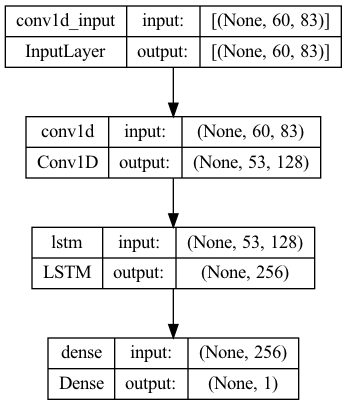 conv1d_input input: [(None, 60, 83)]
InputLayer output: [(None, 60, 83)]
conv1d input: (None, 60, 83)
Conv1D output: (None, 53, 128)
lstm input: (None, 53, 128)
LSTM output: (None, 256)
dense input: (None, 256)
Dense output: (None, 1)